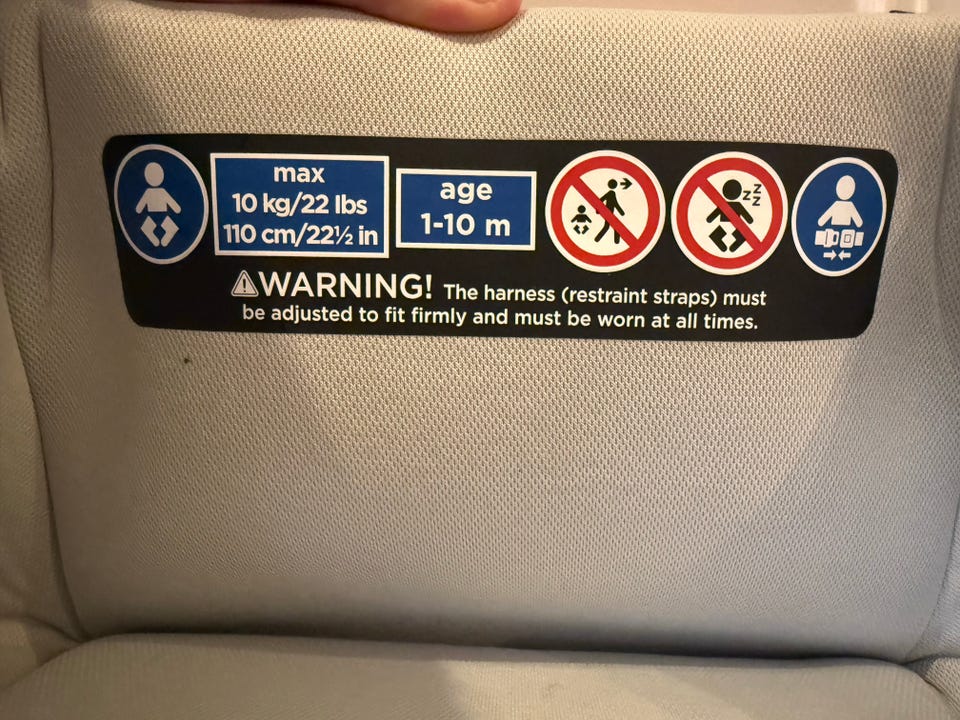 max
10 kg/22 lbs
110 cm/22½ in
age
1-10 m
z
z
z
WARNING! The harness (restraint straps) must
be adjusted to fit firmly and must be worn at all times.